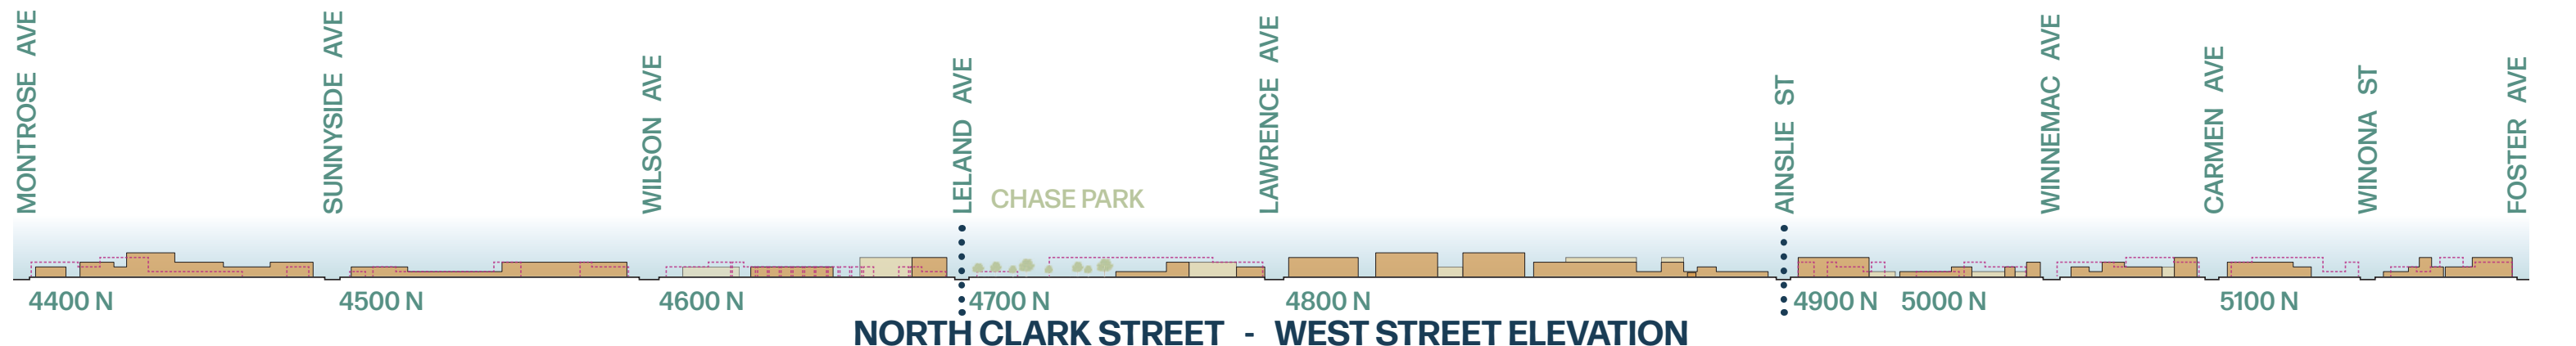 MONTROSE AVE
SUNNYSIDE AVE
WILSON AVE
LELAND AVE
CHASE PARK
LAWRENCE AVE
AINSLIE ST
WINNEMAC AVE
CARMEN AVE
WINONA ST
FOSTER AVE
4400 N
4500 N
4600 N
4700 N
4800 N
4900 N
5000 N
5100 N
NORTH CLARK STREET - WEST STREET ELEVATION